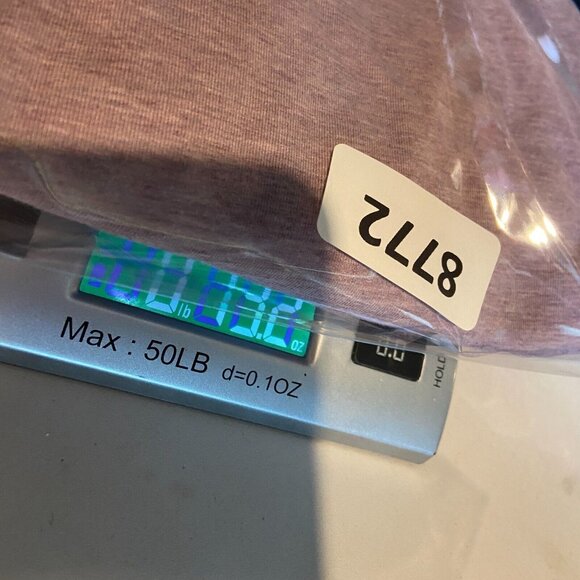 8772
lb
oz
Max : 50LB d=0.1OZ
HOLD